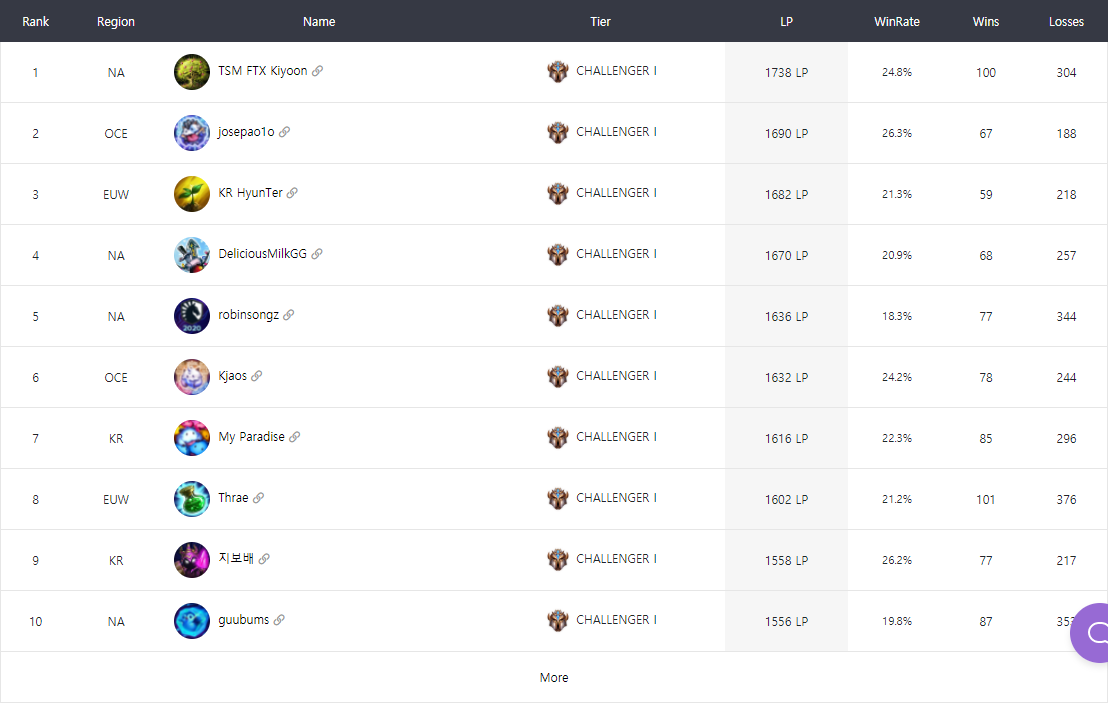 Rank Region Name Tier LP WinRate Wins Losses
1 NA TSM FTX Kiyoon CHALLENGER I 1738 LP 24.8% 100 304
2 OCE josepao1o CHALLENGER I 1690 LP 26.3% 67 188
3 EUW KR HyunTer CHALLENGER I 1682 LP 21.3% 59 218
4 NA DeliciousMilkGG CHALLENGER I 1670 LP 20.9% 68 257
5 NA robinsongz CHALLENGER I 1636 LP 18.3% 77 344
6 OCE Kjaos CHALLENGER I 1632 LP 24.2% 78 244
7 KR My Paradise CHALLENGER I 1616 LP 22.3% 85 296
8 EUW Thrae CHALLENGER I 1602 LP 21.2% 101 376
9 KR 지보배 CHALLENGER I 1558 LP 26.2% 77 217
10 NA guubums CHALLENGER I 1556 LP 19.8% 87 353
More